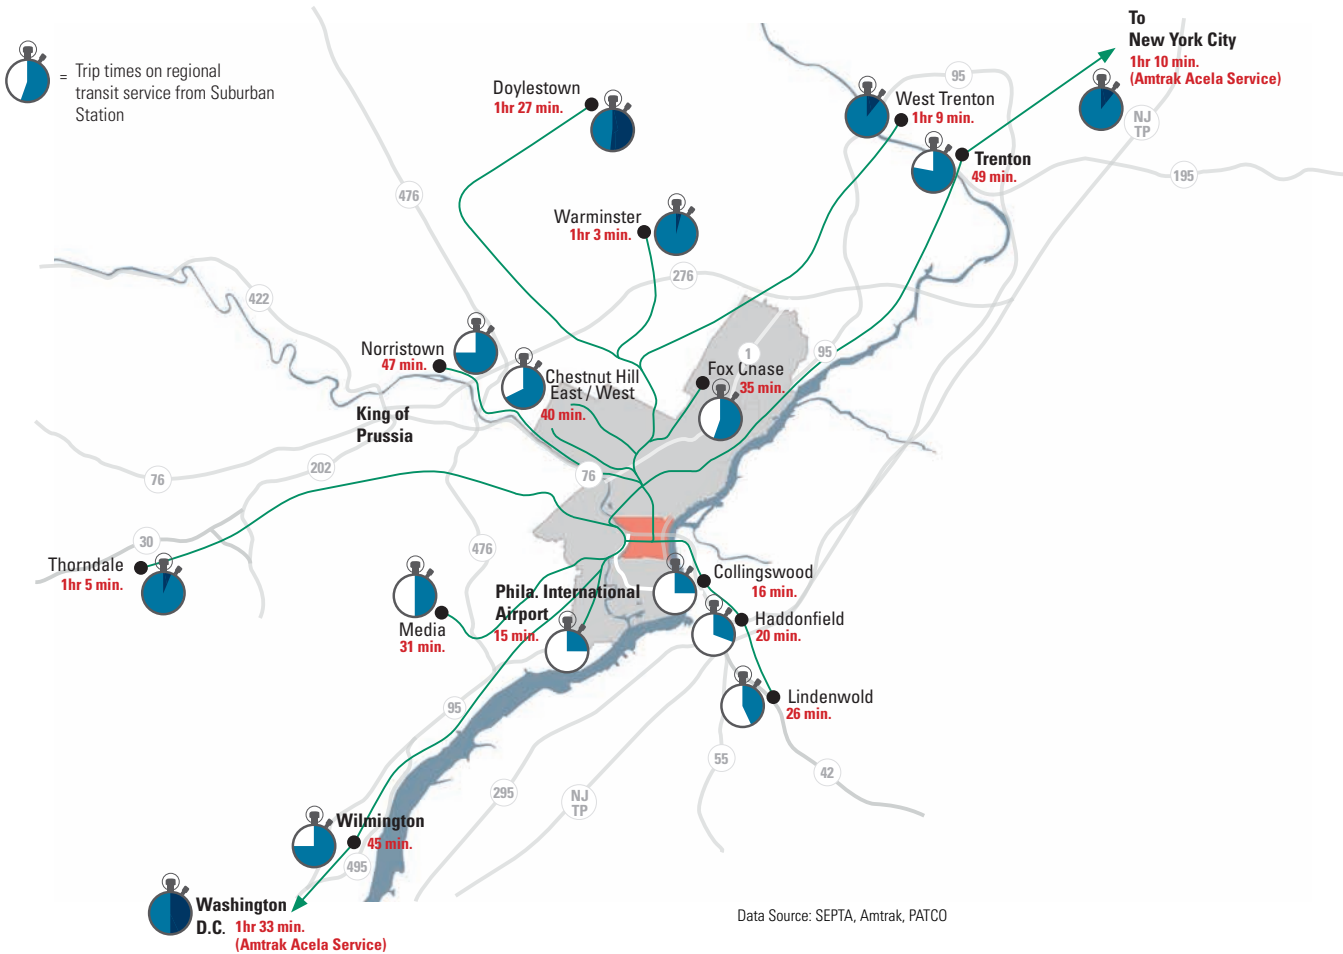 = Trip times on regional
transit service from Suburban
Station
To
New York City
1hr 10 min.
(Amtrak Acela Service)
95
NJ
TP
195
Doylestown
1hr 27 min.
West Trenton
1hr 9 min.
Trenton
49 min.
476
Warminster
1hr 3 min.
276
422
Norristown
47 min.
Chestnut Hill
East / West
40 min.
1
95
Fox Chase
35 min.
King of
Prussia
76
202
76
30
476
Thorndale
1hr 5 min.
Phila. International
Airport
15 min.
Collingswood
16 min.
Haddonfield
20 min.
Media
31 min.
Lindenwold
26 min.
95
55
42
295
NJ
TP
Wilmington
45 min.
495
Washington
D.C. 1hr 33 min.
(Amtrak Acela Service)
Data Source: SEPTA, Amtrak, PATCO